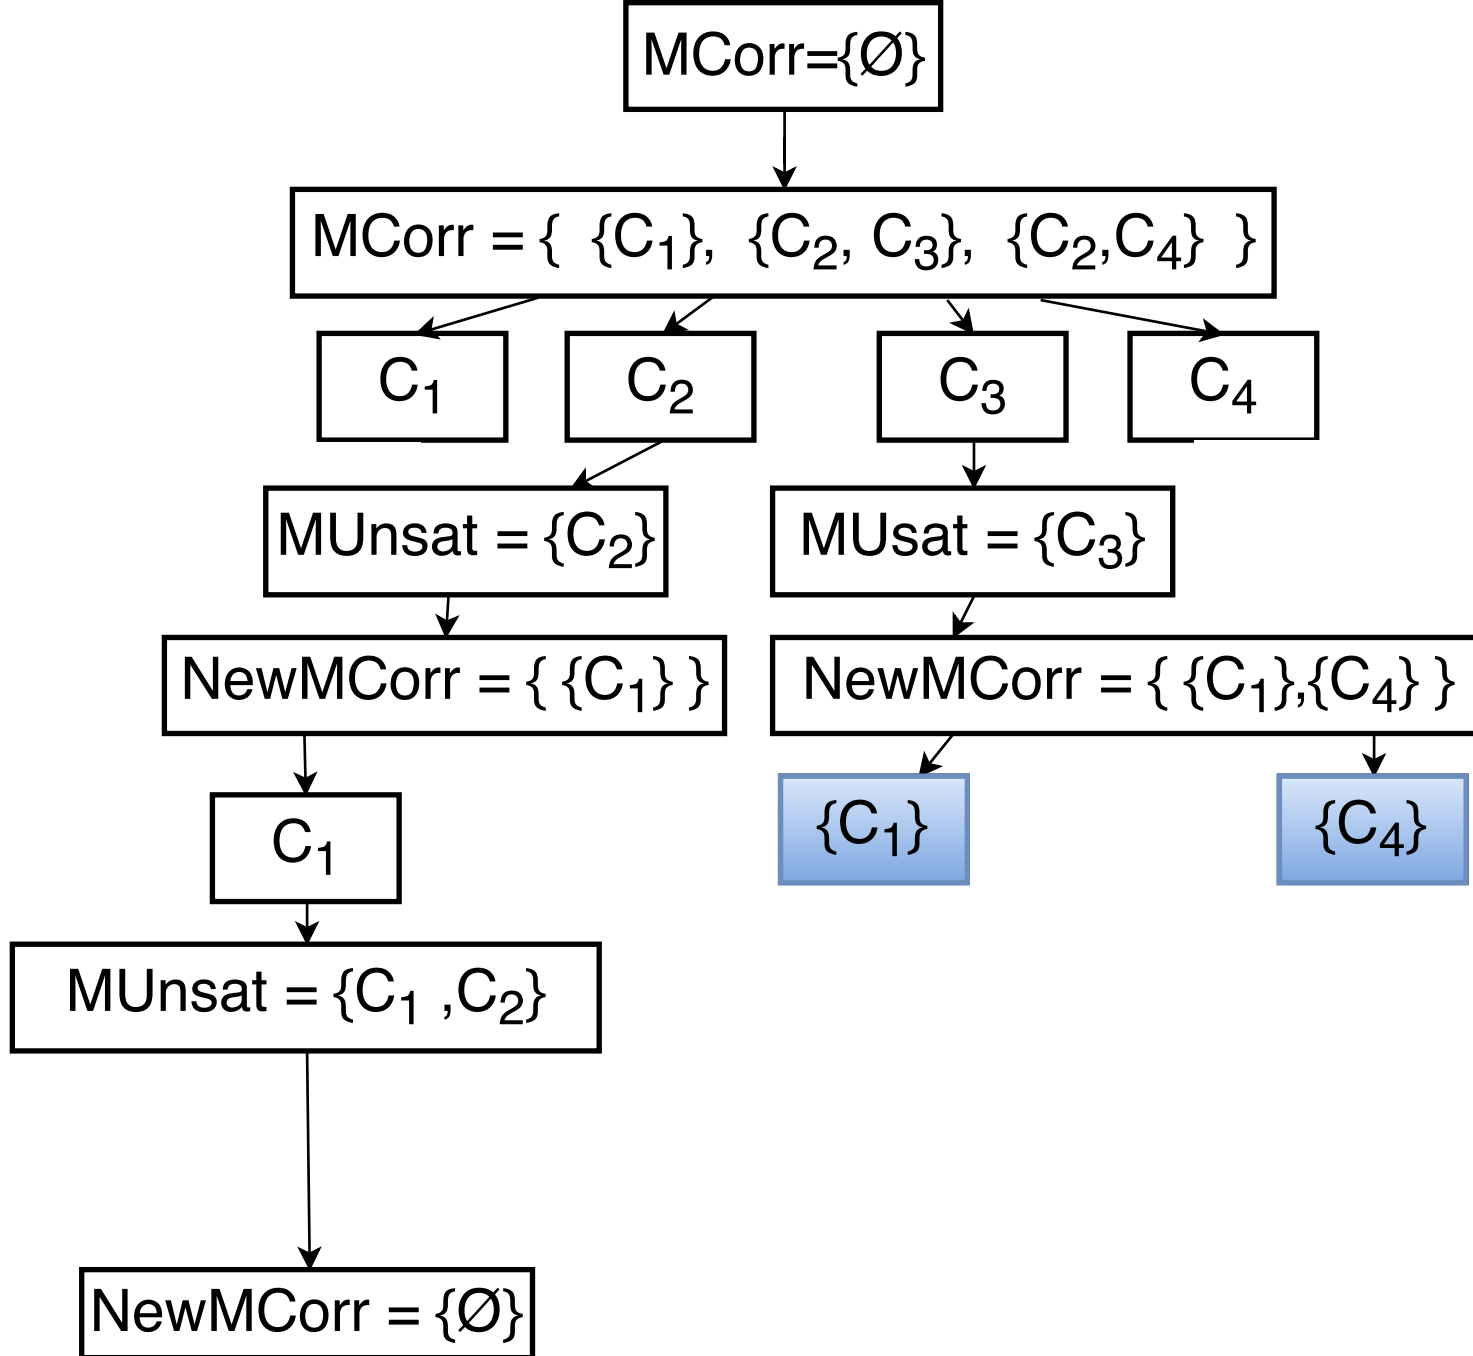 MCorr={Ø}
MCorr = { {C₁}, {C₂, C₃}, {C₂,C₄} }
C₁ C₂ C₃ C₄
MUnsat = {C₂} MUsat = {C₃}
NewMCorr = { {C₁} } NewMCorr = { {C₁},{C₄} }
C₁ {C₁} {C₄}
MUnsat = {C₁ ,C₂}
NewMCorr = {Ø}